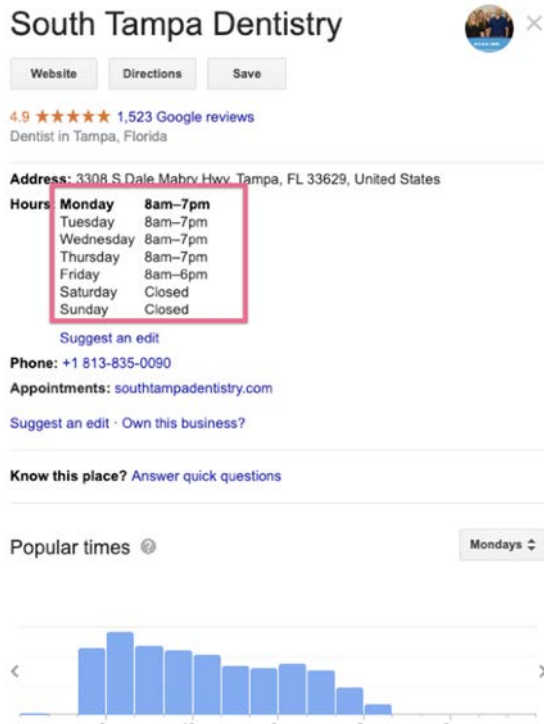 South Tampa Dentistry
Website Directions Save
4.9 ★★★★★ 1,523 Google reviews
Dentist in Tampa, Florida
Address: 3308 S Dale Mabry Hwy, Tampa, FL 33629, United States
Hours: Monday 8am–7pm
Tuesday 8am–7pm
Wednesday 8am–7pm
Thursday 8am–7pm
Friday 8am–6pm
Saturday Closed
Sunday Closed
Suggest an edit
Phone: +1 813-835-0090
Appointments: southtampadentistry.com
Suggest an edit · Own this business?
Know this place? Answer quick questions
Popular times
Mondays